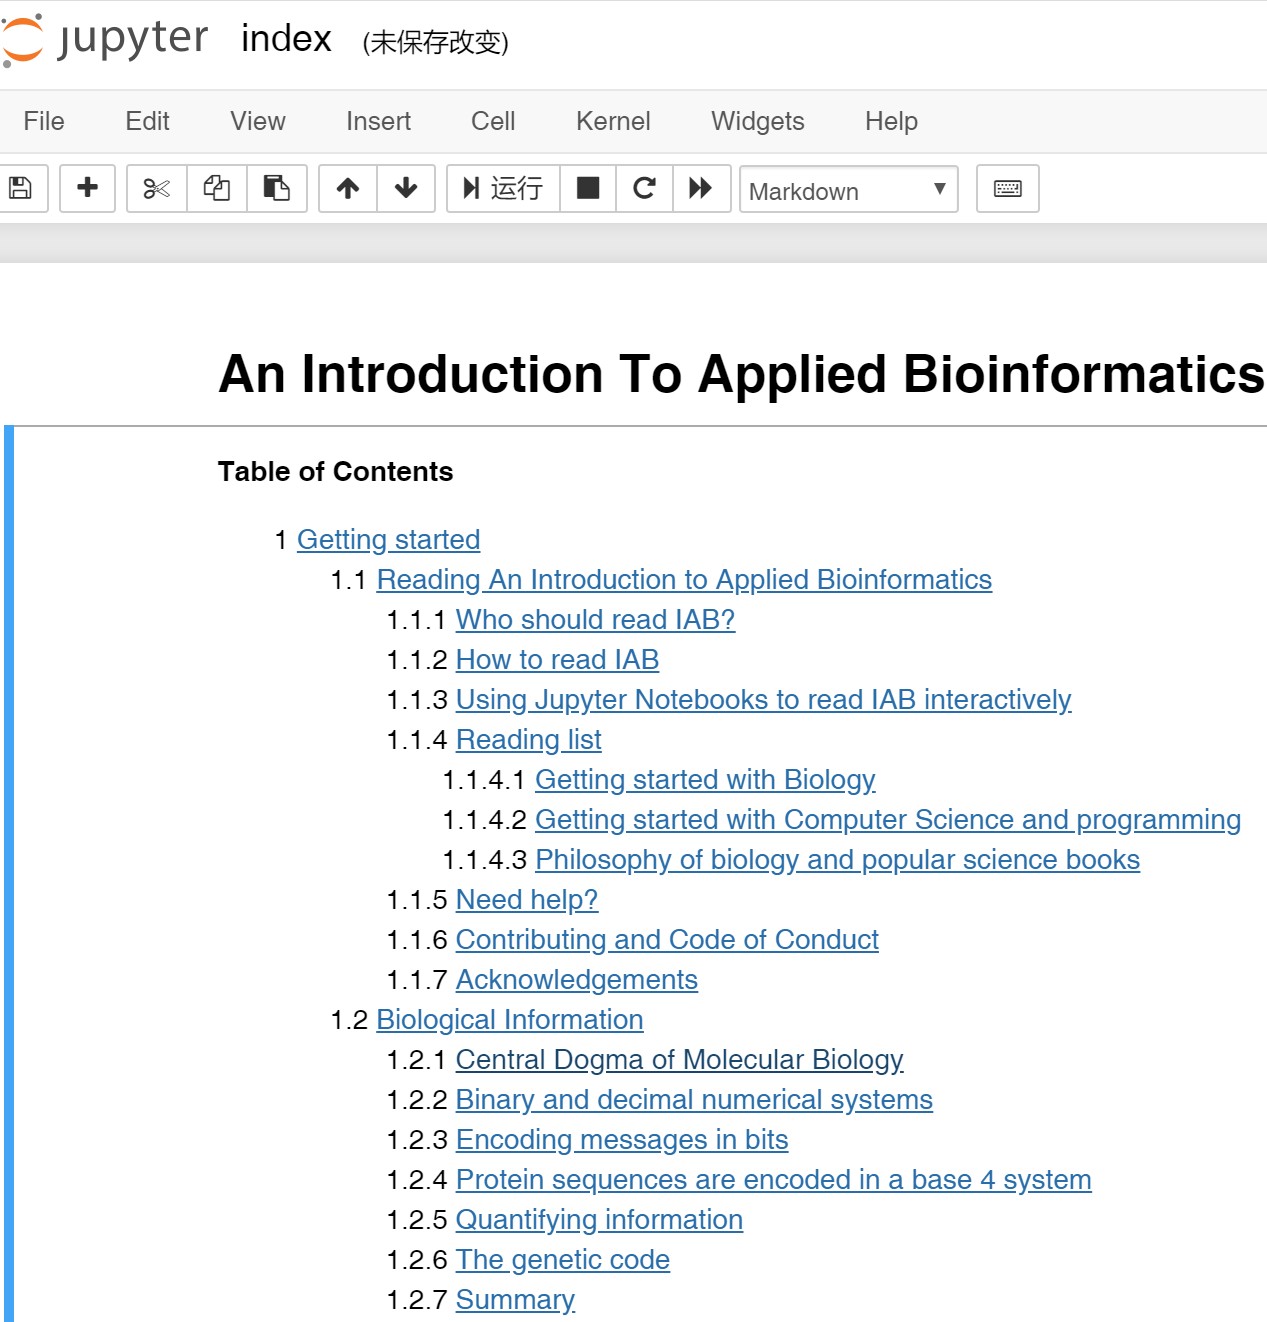 jupyter index (未保存改变)
File Edit View Insert Cell Kernel Widgets Help
运行 Markdown
An Introduction To Applied Bioinformatics
Table of Contents
1 Getting started
1.1 Reading An Introduction to Applied Bioinformatics
1.1.1 Who should read IAB?
1.1.2 How to read IAB
1.1.3 Using Jupyter Notebooks to read IAB interactively
1.1.4 Reading list
1.1.4.1 Getting started with Biology
1.1.4.2 Getting started with Computer Science and programming
1.1.4.3 Philosophy of biology and popular science books
1.1.5 Need help?
1.1.6 Contributing and Code of Conduct
1.1.7 Acknowledgements
1.2 Biological Information
1.2.1 Central Dogma of Molecular Biology
1.2.2 Binary and decimal numerical systems
1.2.3 Encoding messages in bits
1.2.4 Protein sequences are encoded in a base 4 system
1.2.5 Quantifying information
1.2.6 The genetic code
1.2.7 Summary